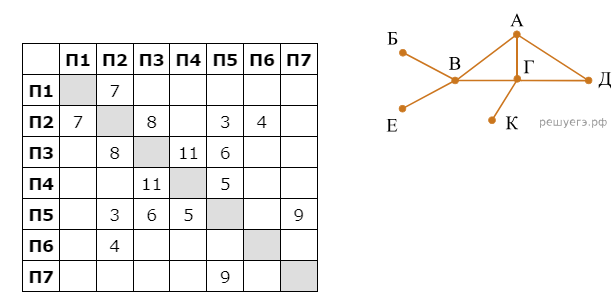 П1 П2 П3 П4 П5 П6 П7
П1 7
П2 7 8 3 4
П3 8 11 6
П4 11 5
П5 3 6 5 9
П6 4
П7 9
А
Б
В Г Д
Е К
решуегэ.рф